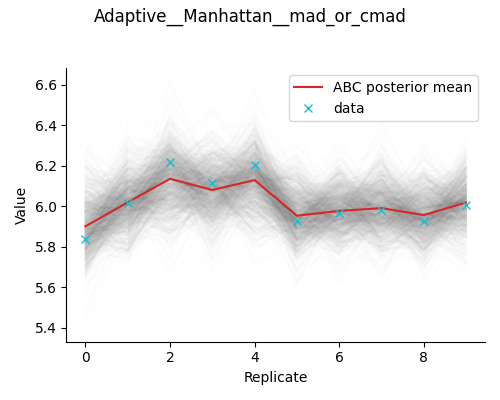 Adaptive__Manhattan__mad_or_cmad
ABC posterior mean
data
6.6
6.4
6.2
6.0
5.8
5.6
5.4
Value
0
2
4
6
8
Replicate